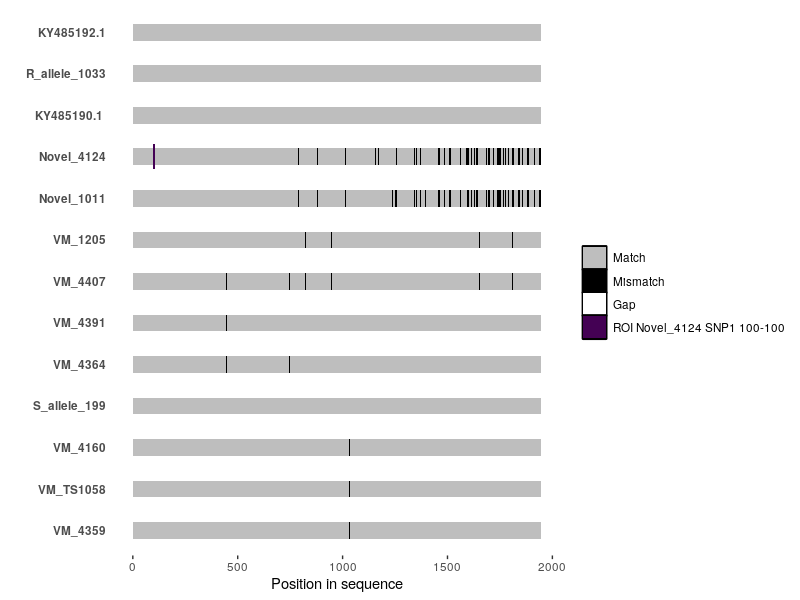 KY485192.1
R_allele_1033
KY485190.1
Novel_4124
Novel_1011
VM_1205
VM_4407
VM_4391
VM_4364
S_allele_199
VM_4160
VM_TS1058
VM_4359
0 500 1000 1500 2000
Position in sequence
Match
Mismatch
Gap
ROI Novel_4124 SNP1 100-100